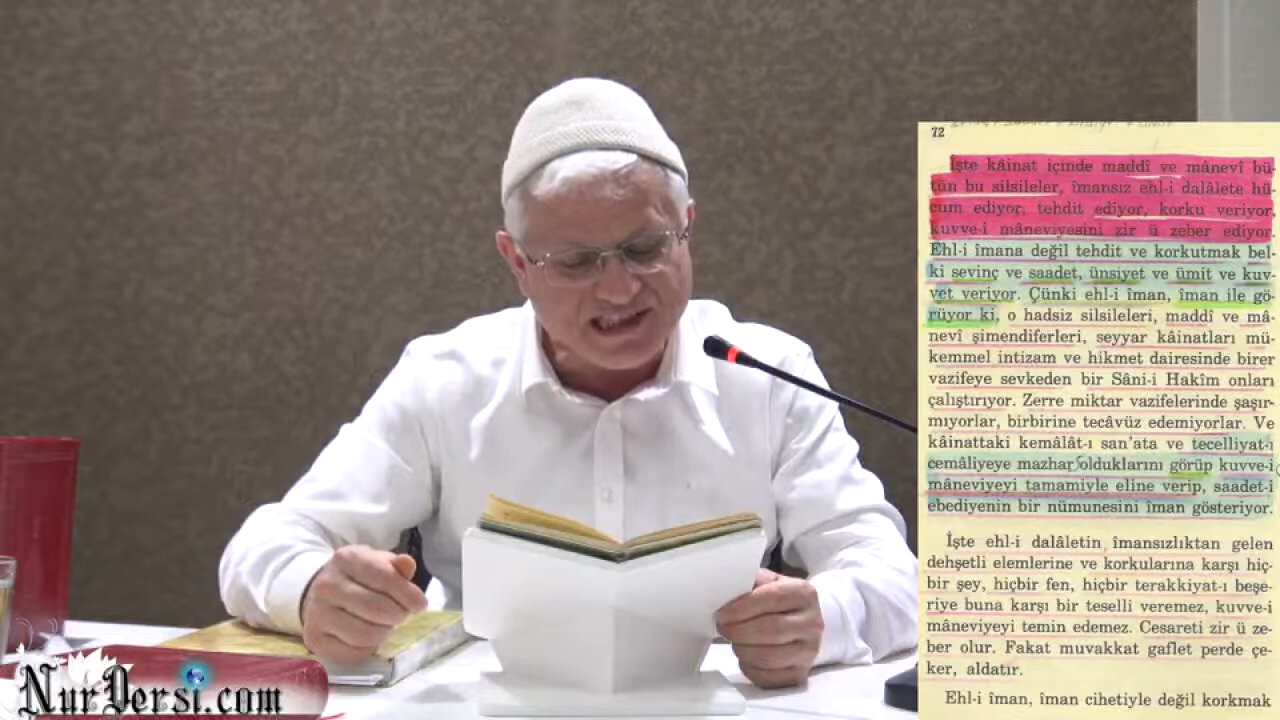 72
İşte kâinat içinde maddî ve mânevî bü-
tün bu silsileler, îmansız ehl-i dalâlete hü-
cum ediyor, tehdit ediyor, korku veriyor,
kuvve-i mâneviyesini zîr ü zeber ediyor.
Ehl-i îmana değil tehdit ve korkutmak bel-
ki sevinç ve saadet, ünsiyet ve ümit ve kuv-
vet veriyor. Çünki ehl-i îman, îman ile gö-
rüyor ki, o hadsiz silsileleri, maddî ve mâ-
nevî şimendiferleri, seyyar kâinatları mü-
kemmel intizam ve hikmet dairesinde birer
vazifeye sevkeden bir Sâni-i Hakîm onları
çalıştırıyor. Zerre miktar vazifelerinde şaşır-
mıyorlar, birbirine tecâvüz edemiyorlar. Ve
kâinattaki kemâlât-ı san'ata ve tecelliyat-ı
cemâliyeye mazhar olduklarını görüp kuvve-i
mâneviyeyi tamamiyle eline verip, saadet-i
ebediyenin bir nümunesini îman gösteriyor.
İşte ehl-i dalâletin îmansızlıktan gelen
dehşetli elemlerine ve korkularına karşı hiç-
bir şey, hiçbir fen, hiçbir terakkiyat-ı beşe-
riye buna karşı bir teselli veremez, kuvve-i
mâneviyeyi temin edemez. Cesareti zîr ü ze-
ber olur. Fakat muvakkat gaflet perde çe-
ker, aldatır.
Ehl-i îman, îman cihetiyle değil korkmak
NurDersi.com